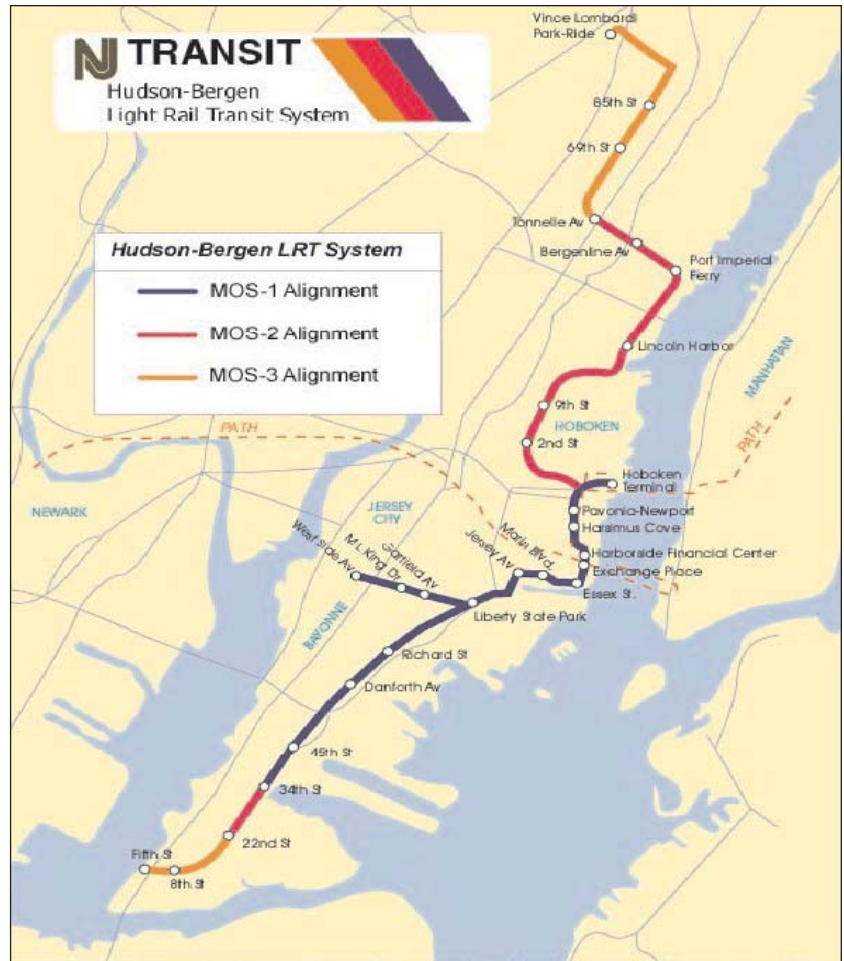 Vince Lombardi
Park-Ride
NJ TRANSIT
Hudson-Bergen
Light Rail Transit System
85th St
69th St
Tonnelle Av
Bergenline Av
Port Imperial
Ferry
Hudson-Bergen LRT System
MOS-1 Alignment
MOS-2 Alignment
MOS-3 Alignment
Lincoln Harbor
MANHATTAN
PATH
9th St
HOBOKEN
2nd St
PATH
Hoboken
Terminal
NEWARK
JERSEY
CITY
Pavonia-Newport
Harsimus Cove
West side Av
M L King Dr
Garfield Av
Jersey Av
Marin Blvd.
Harborside Financial Center
Exchange Place
Essex St.
Liberty State Park
BAYONNE
Richard St
Danforth Av
45th St
34th St
22nd St
Fifth St
8th St